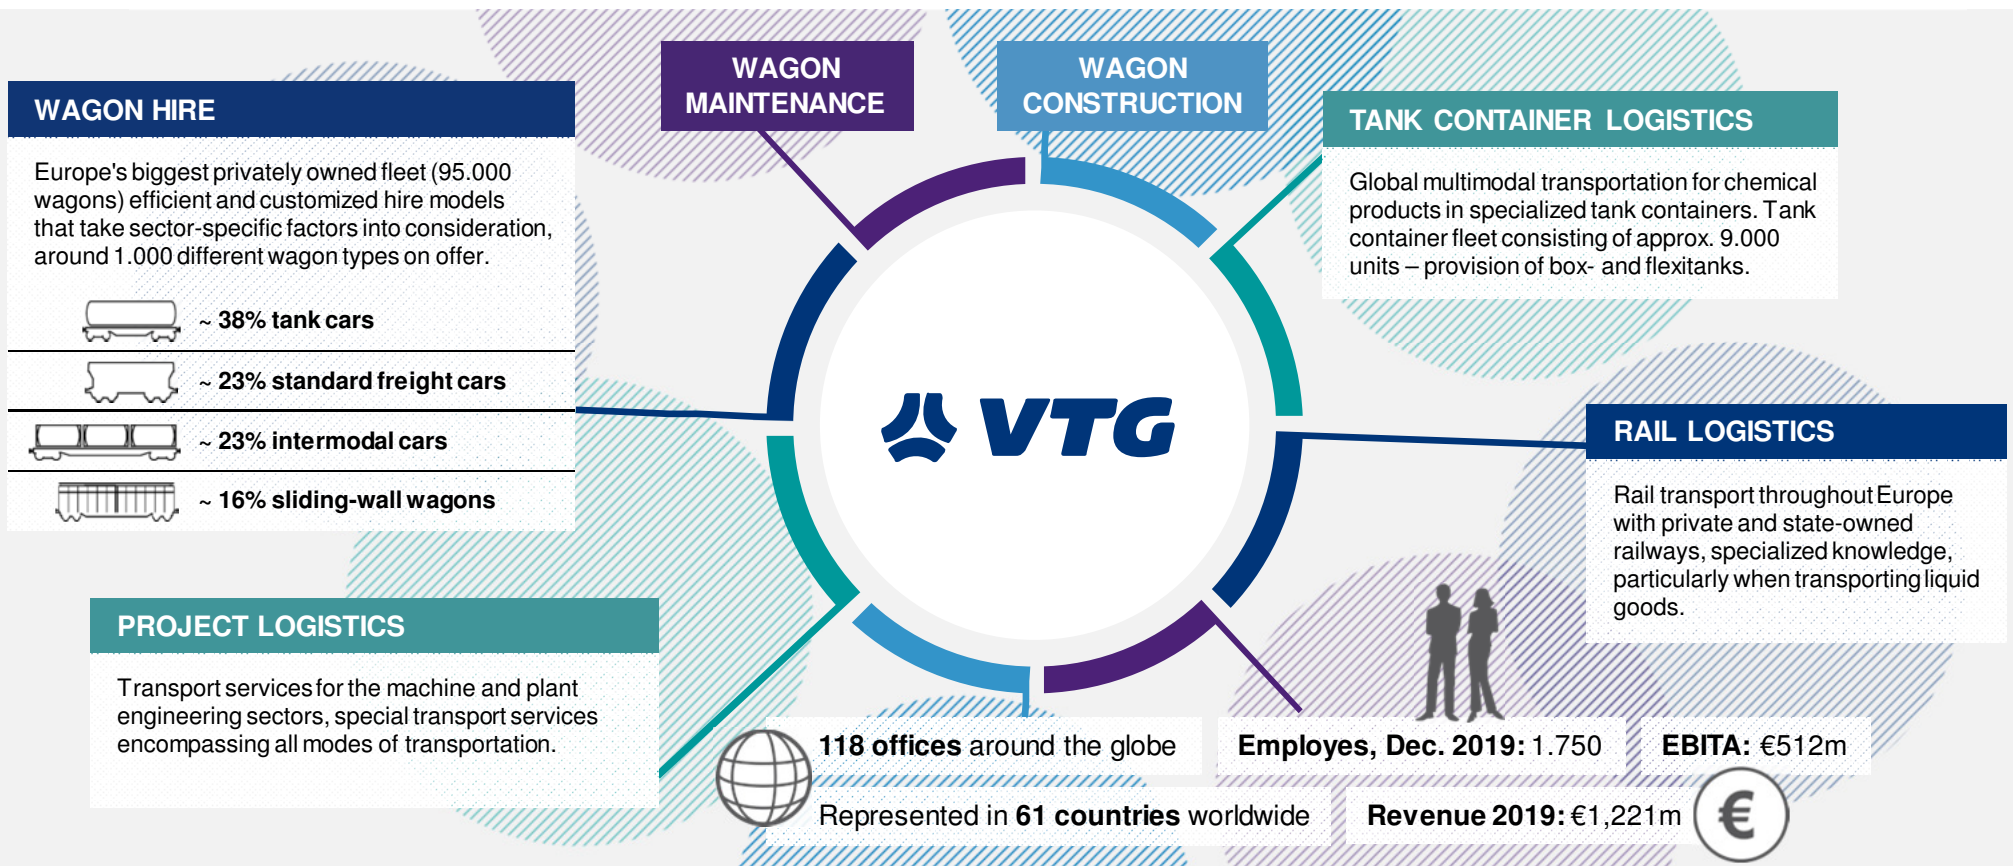 WAGON
MAINTENANCE
WAGON
CONSTRUCTION
WAGON HIRE
Europe's biggest privately owned fleet (95.000
wagons) efficient and customized hire models
that take sector-specific factors into consideration,
around 1.000 different wagon types on offer.
~ 38% tank cars
~ 23% standard freight cars
~ 23% intermodal cars
~ 16% sliding-wall wagons
TANK CONTAINER LOGISTICS
Global multimodal transportation for chemical
products in specialized tank containers. Tank
container fleet consisting of approx. 9.000
units – provision of box- and flexitanks.
VTG
RAIL LOGISTICS
Rail transport throughout Europe
with private and state-owned
railways, specialized knowledge,
particularly when transporting liquid
goods.
PROJECT LOGISTICS
Transport services for the machine and plant
engineering sectors, special transport services
encompassing all modes of transportation.
118 offices around the globe
Represented in 61 countries worldwide
Employes, Dec. 2019: 1.750
EBITA: €512m
Revenue 2019: €1,221m
€